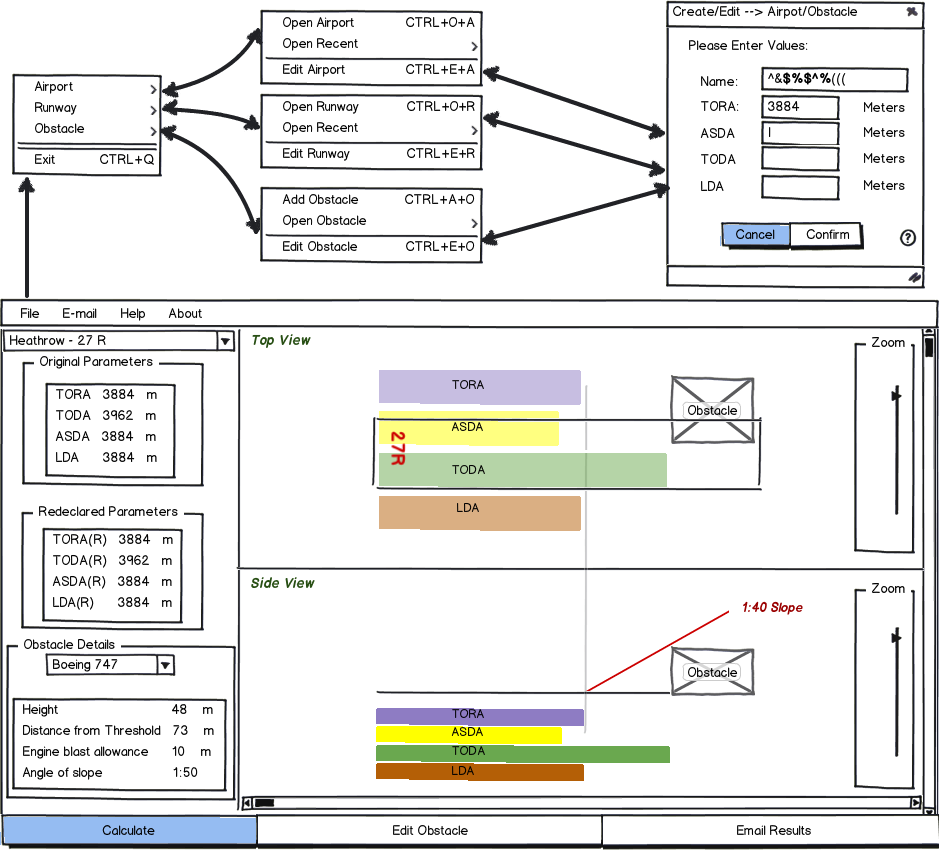 Airport
Runway
Obstacle
Exit CTRL+Q
Open Airport CTRL+O+A
Open Recent
Edit Airport CTRL+E+A
Open Runway CTRL+O+R
Open Recent
Edit Runway CTRL+E+R
Add Obstacle CTRL+A+O
Open Obstacle
Edit Obstacle CTRL+E+O
Create/Edit --> Airpot/Obstacle
Please Enter Values:
Name: ^&$%$^%(((
TORA: 3884 Meters
ASDA Meters
TODA Meters
LDA Meters
Cancel Confirm ?
File E-mail Help About
Heathrow - 27 R
Original Parameters
TORA 3884 m
TODA 3962 m
ASDA 3884 m
LDA 3884 m
Redeclared Parameters
TORA(R) 3884 m
TODA(R) 3962 m
ASDA(R) 3884 m
LDA(R) 3884 m
Obstacle Details
Boeing 747
Height 48 m
Distance from Threshold 73 m
Engine blast allowance 10 m
Angle of slope 1:50
Top View
TORA
ASDA
TODA
LDA
27R
Obstacle
Zoom
Side View
1:40 Slope
Obstacle
TORA
ASDA
TODA
LDA
Zoom
Calculate Edit Obstacle Email Results